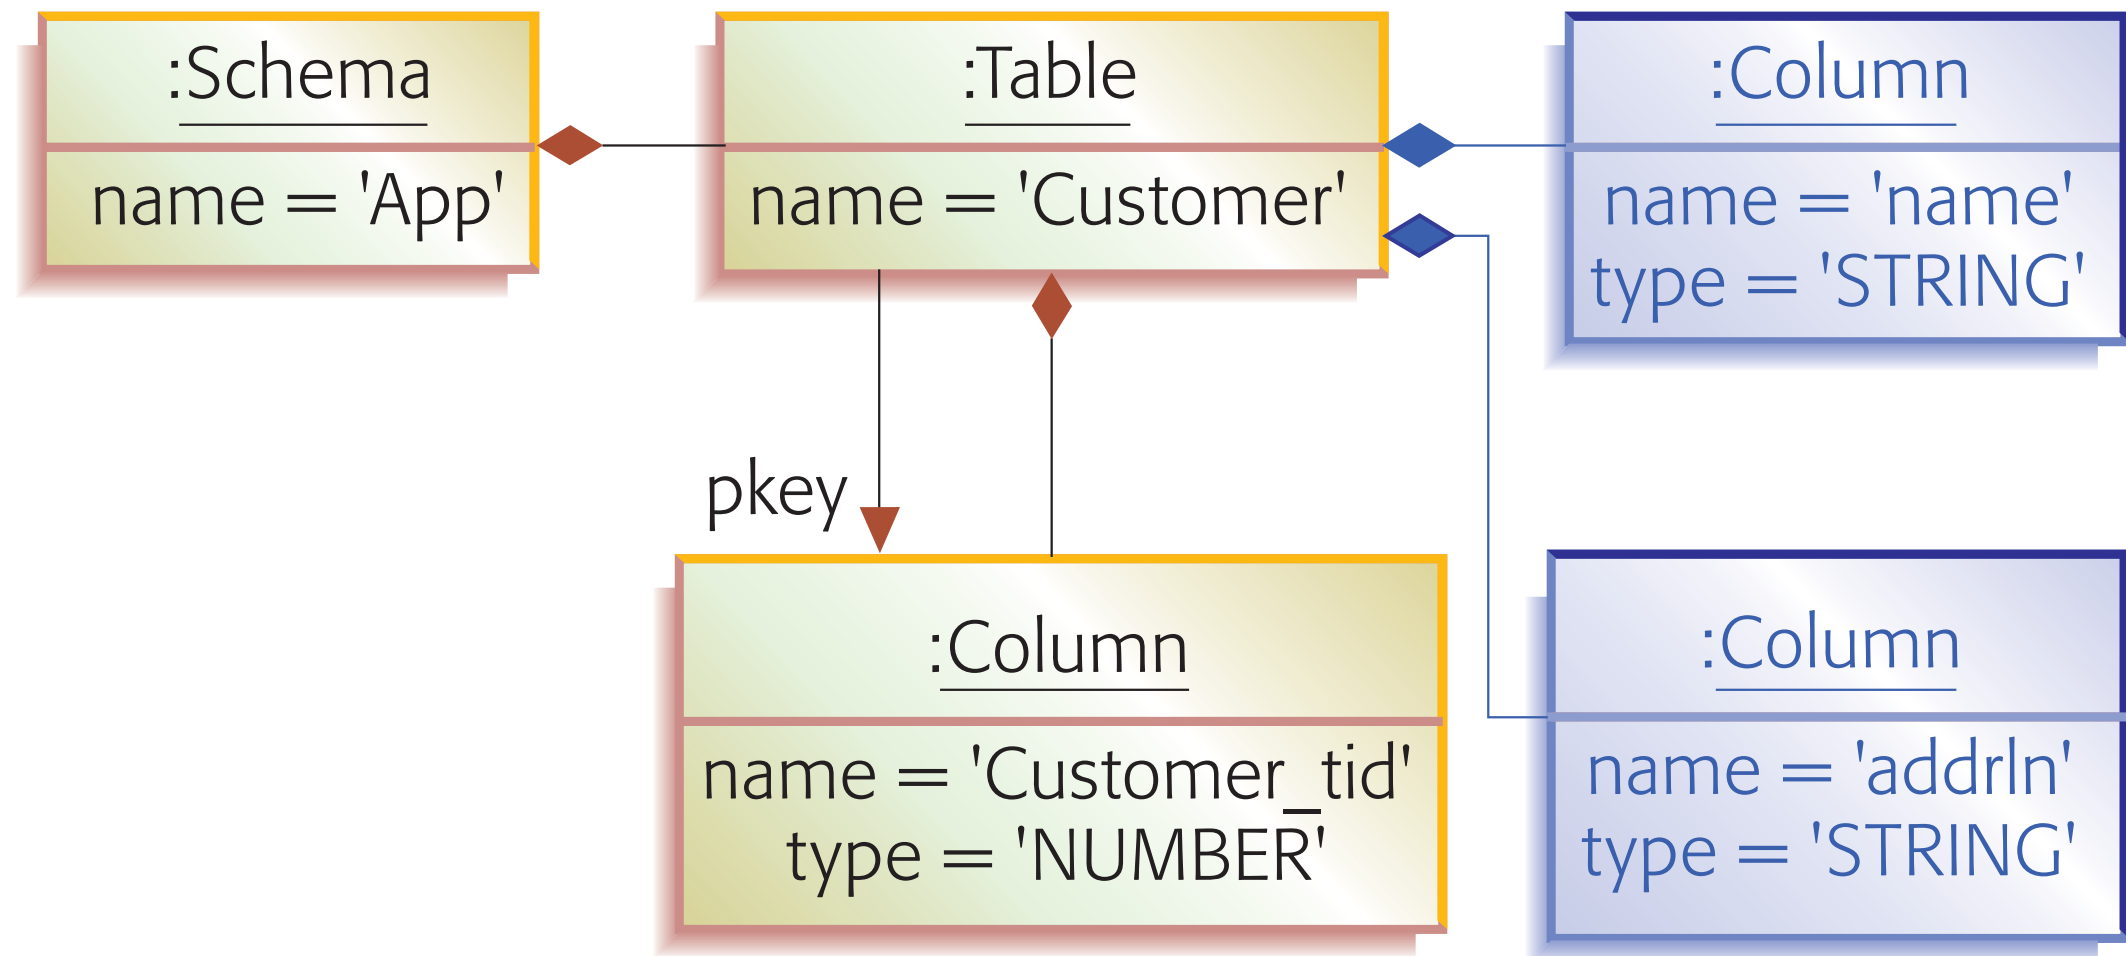 :Schema
name = 'App'
:Table
name = 'Customer'
:Column
name = 'name'
type = 'STRING'
pkey
:Column
name = 'Customer_tid'
type = 'NUMBER'
:Column
name = 'addrln'
type = 'STRING'